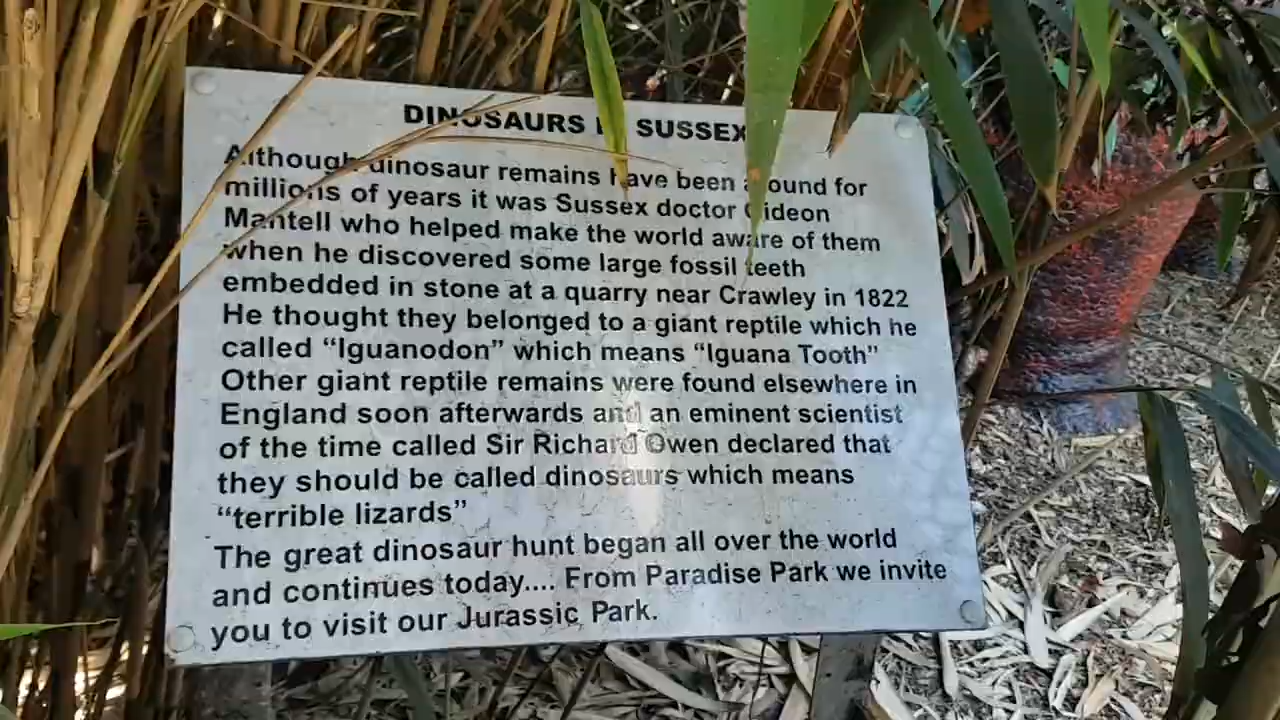 DINOSAURS IN SUSSEX
Although dinosaur remains have been around for
millions of years it was Sussex doctor Gideon
Mantell who helped make the world aware of them
when he discovered some large fossil teeth
embedded in stone at a quarry near Crawley in 1822
He thought they belonged to a giant reptile which he
called “Iguanodon” which means “Iguana Tooth”
Other giant reptile remains were found elsewhere in
England soon afterwards and an eminent scientist
of the time called Sir Richard Owen declared that
they should be called dinosaurs which means
“terrible lizards”
The great dinosaur hunt began all over the world
and continues today.... From Paradise Park we invite
you to visit our Jurassic Park.